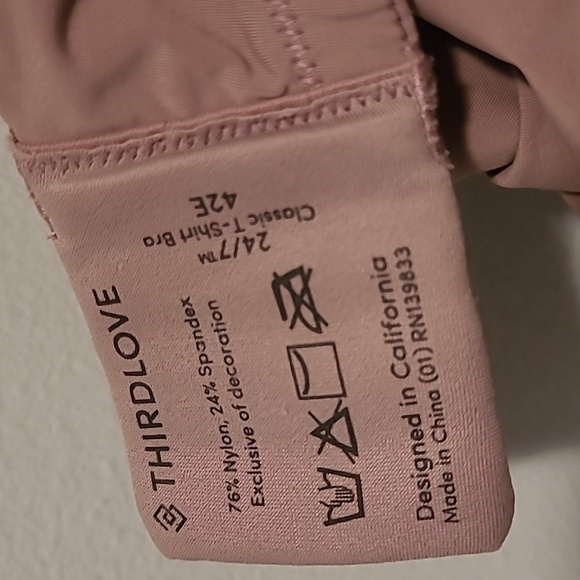 THIRDLOVE
76% Nylon, 24% Spandex
Exclusive of decoration
Designed in California
Made in China (01) RN139833
24/7™
Classic T-Shirt Bra
42E